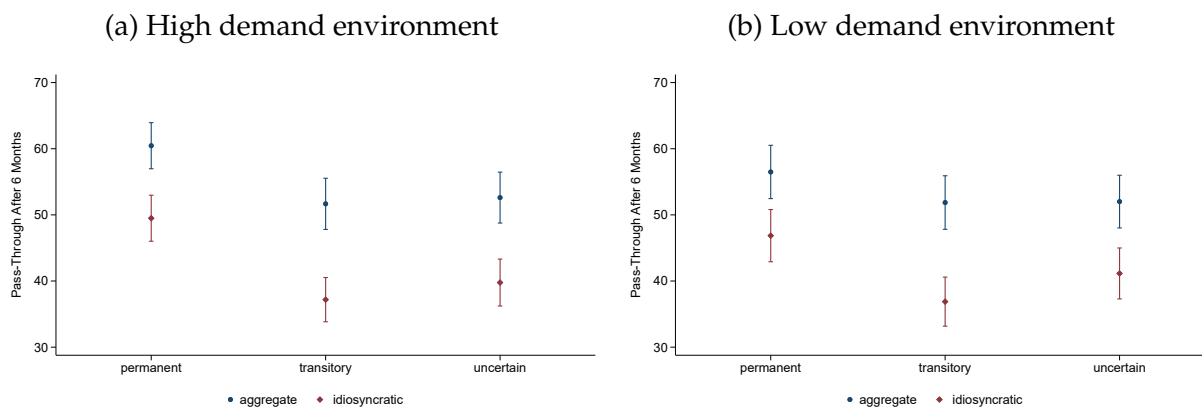 (a) High demand environment
Pass-Through After 6 Months
70
60
50
40
30
permanent transitory uncertain
aggregate idiosyncratic
(b) Low demand environment
Pass-Through After 6 Months
70
60
50
40
30
permanent transitory uncertain
aggregate idiosyncratic